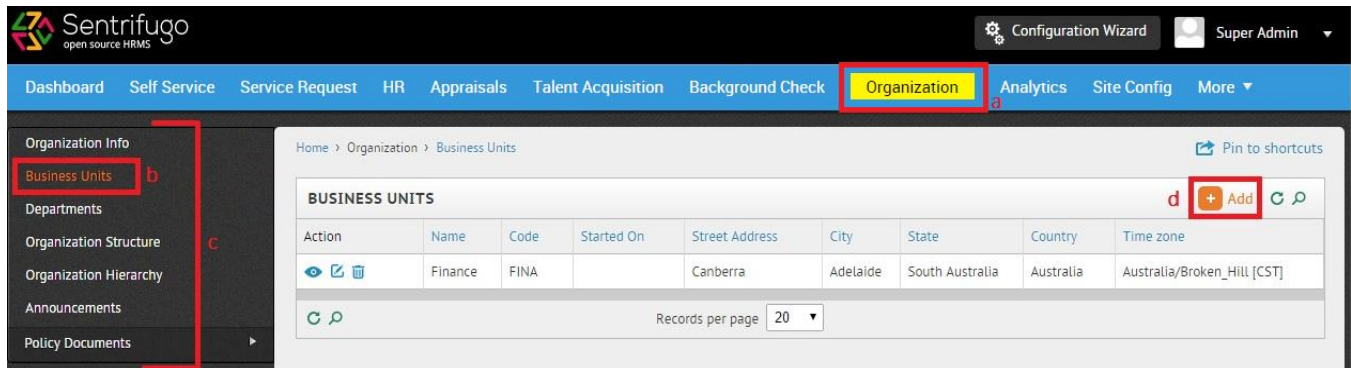 Sentrifugo
open source HRMS
Configuration Wizard Super Admin
Dashboard Self Service Service Request HR Appraisals Talent Acquisition Background Check Organization Analytics Site Config More
a
Organization Info
Business Units b
Departments
Organization Structure c
Organization Hierarchy
Announcements
Policy Documents
Home › Organization › Business Units Pin to shortcuts
BUSINESS UNITS d + Add
Action Name Code Started On Street Address City State Country Time zone
Finance FINA Canberra Adelaide South Australia Australia Australia/Broken_Hill [CST]
Records per page 20